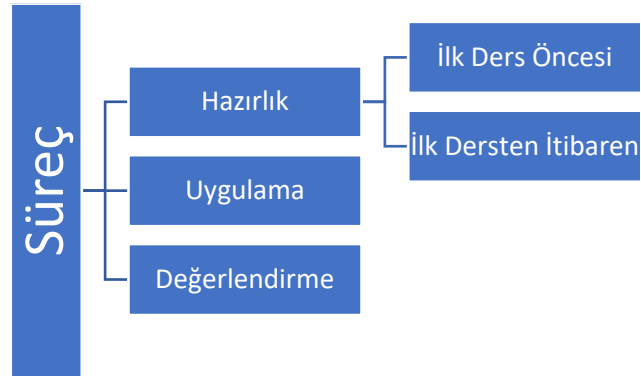 Süreç
Hazırlık
İlk Ders Öncesi
İlk Dersten İtibaren
Uygulama
Değerlendirme